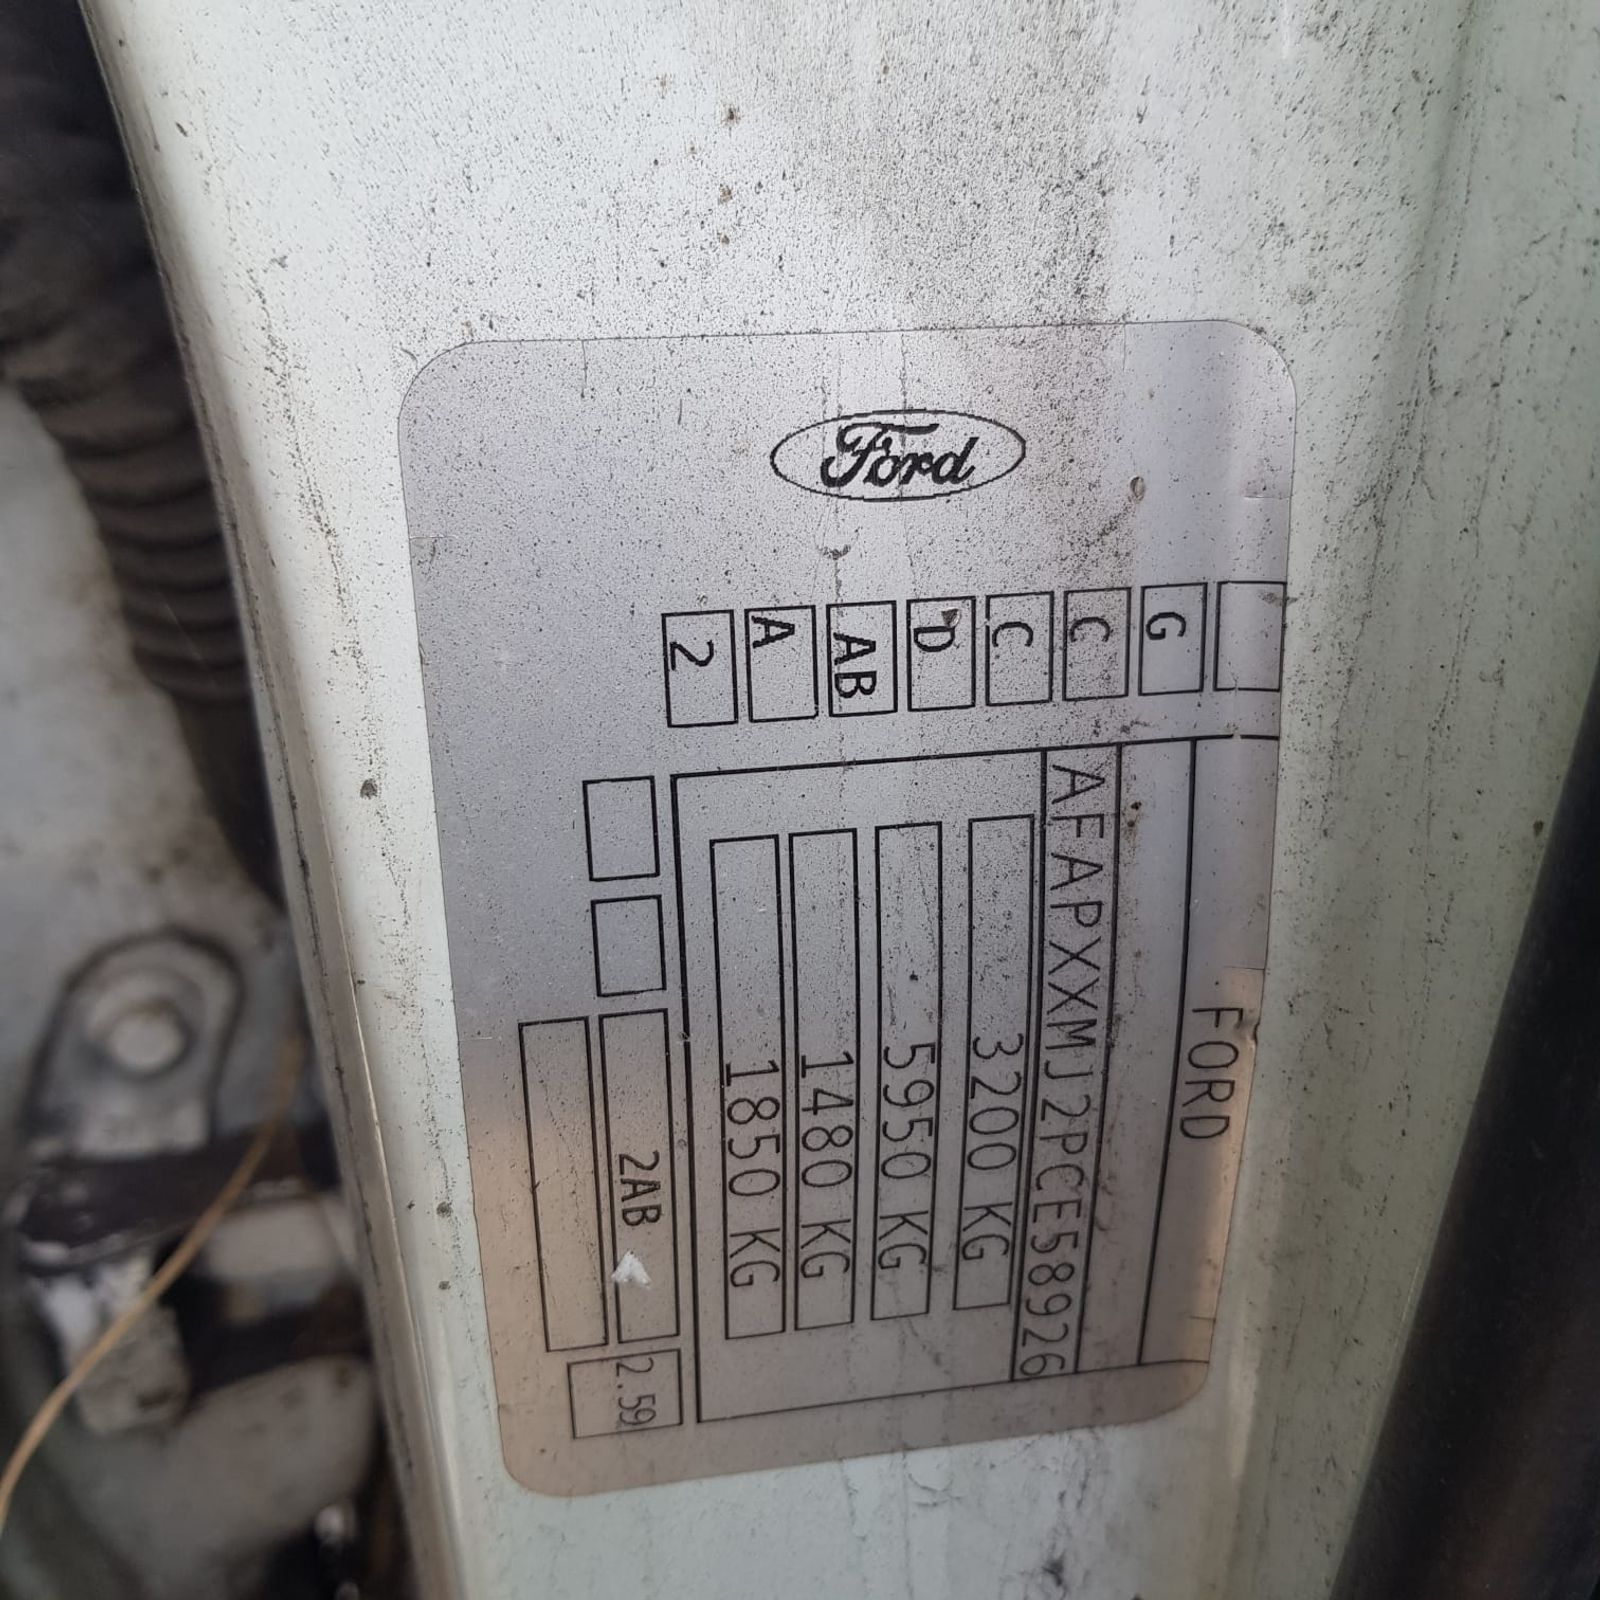 Ford
2
A
AB
D
C
C
G
FORD
AFAPXXMJ2PCE58926
3200 KG
5950 KG
1480 KG
1850 KG
2AB
2.59